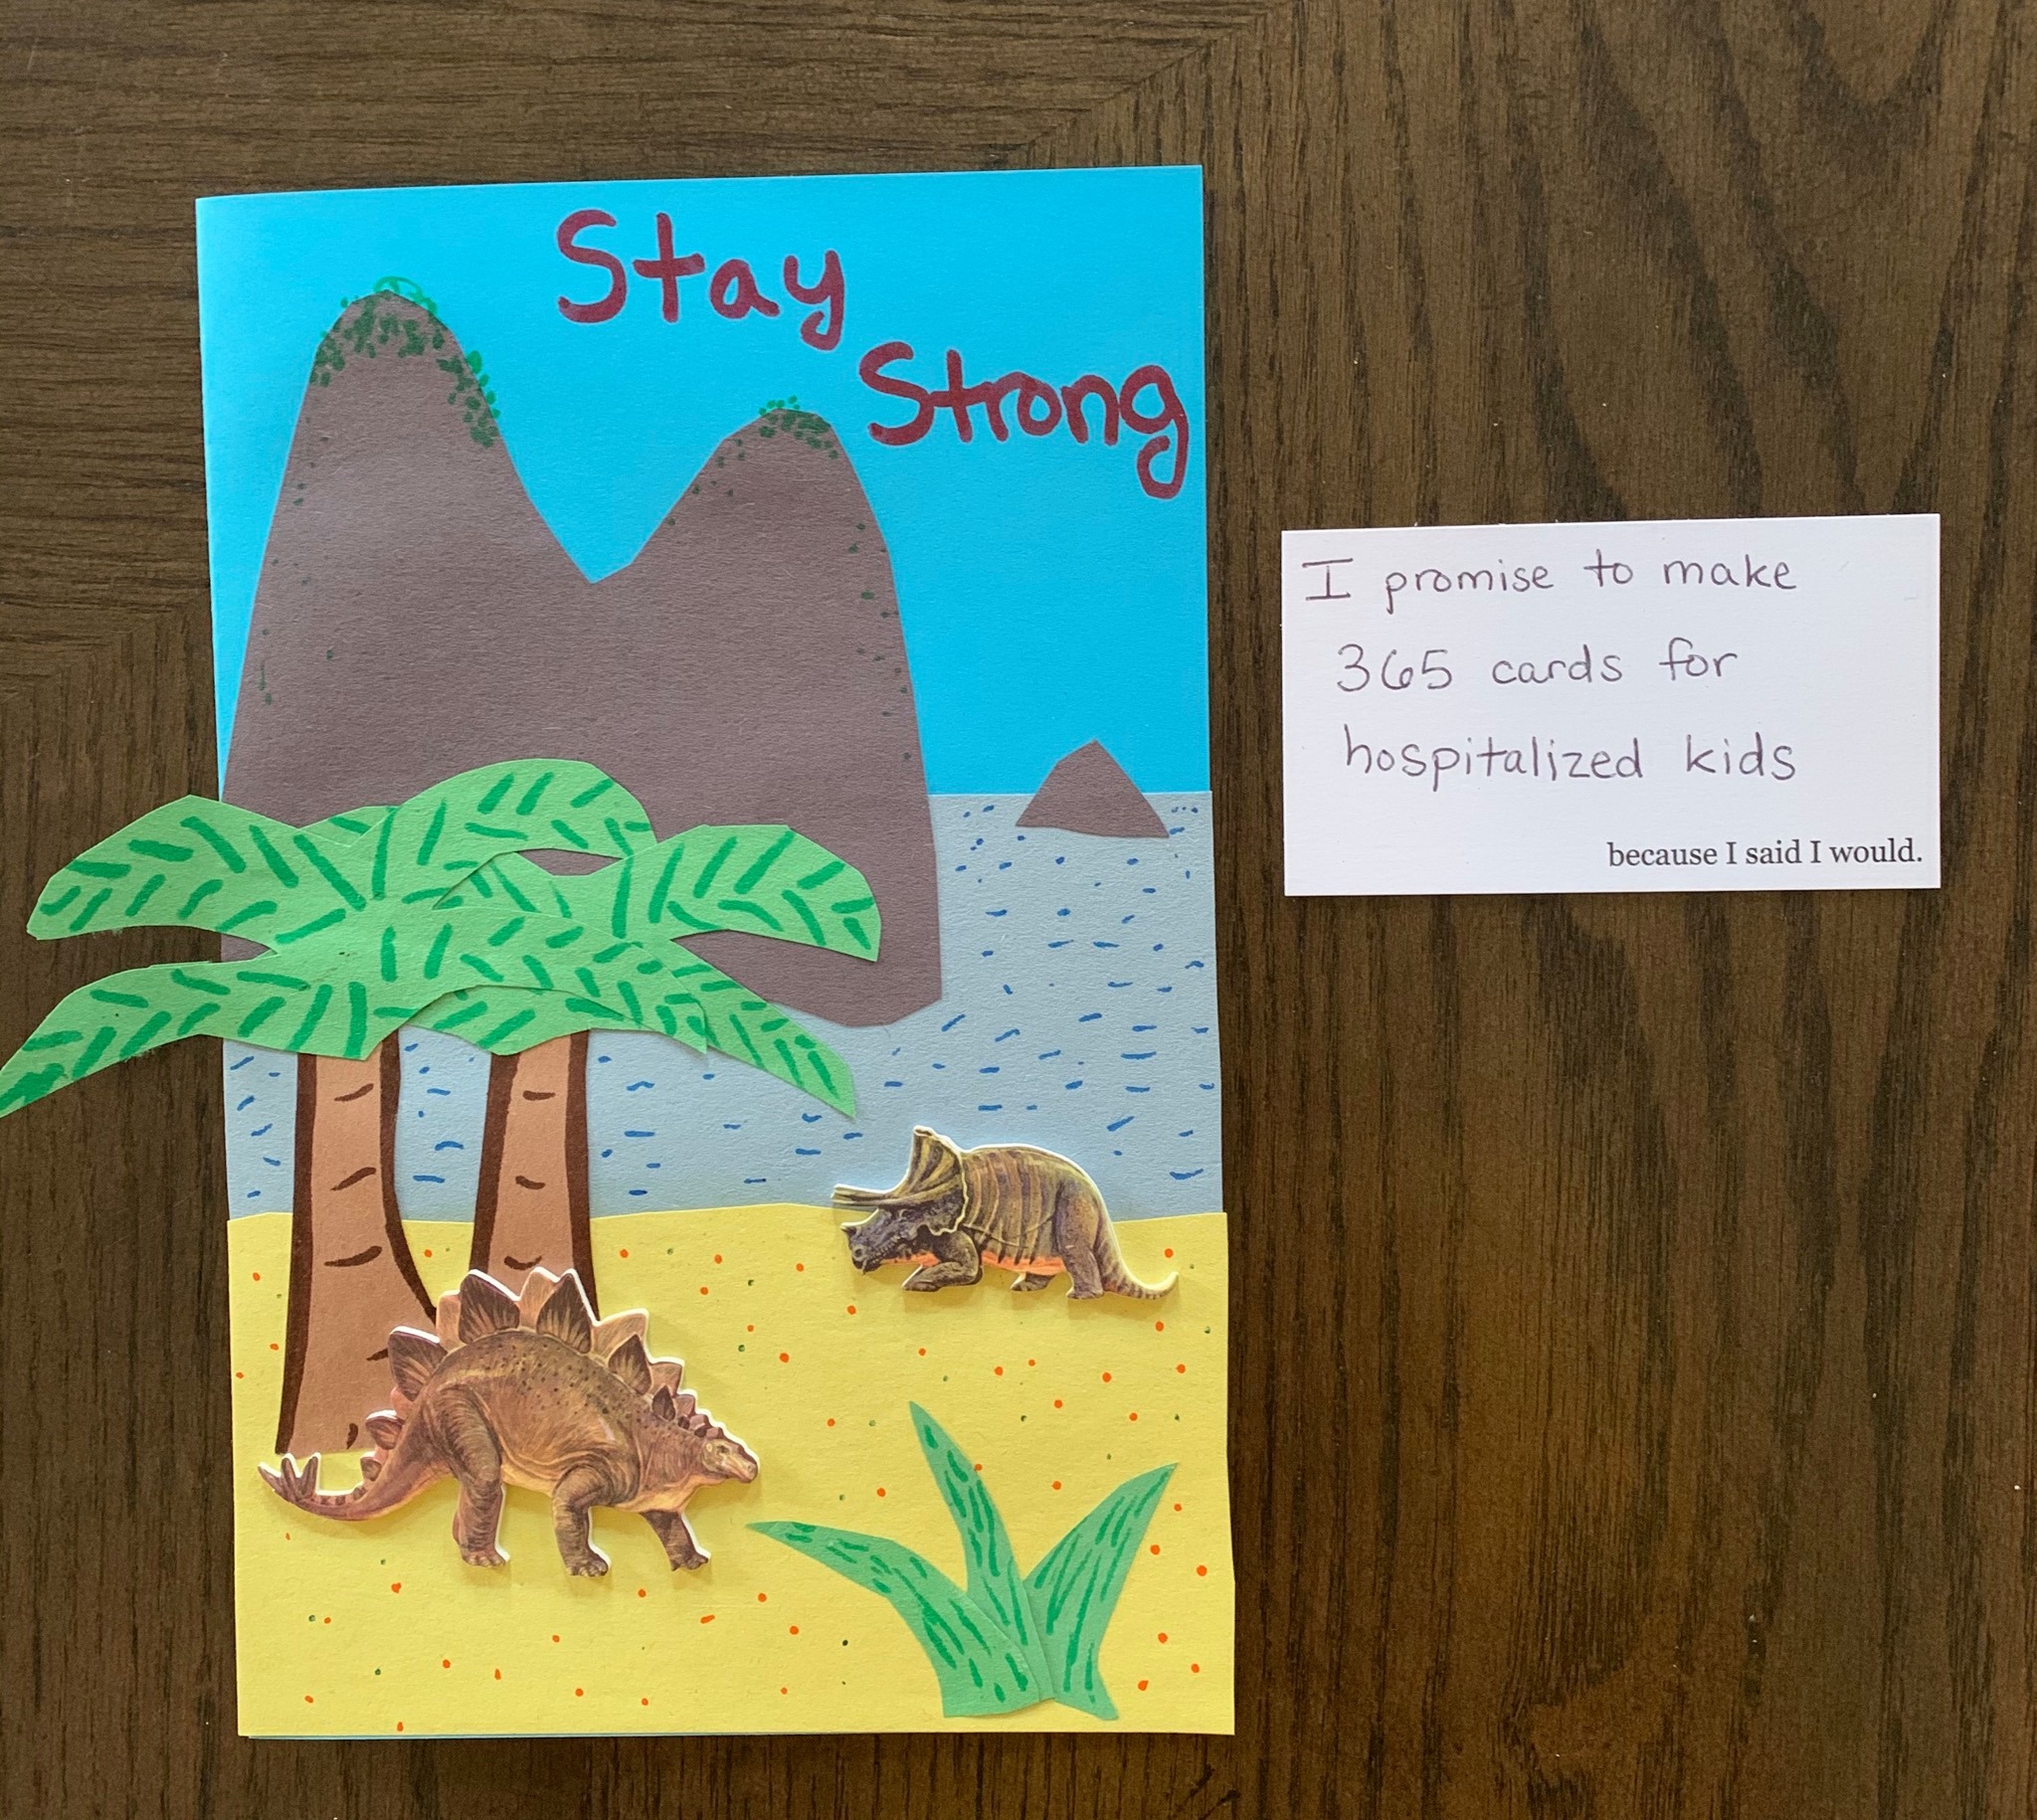 Stay
Strong
I promise to make
365 cards for
hospitalized kids
because I said I would.